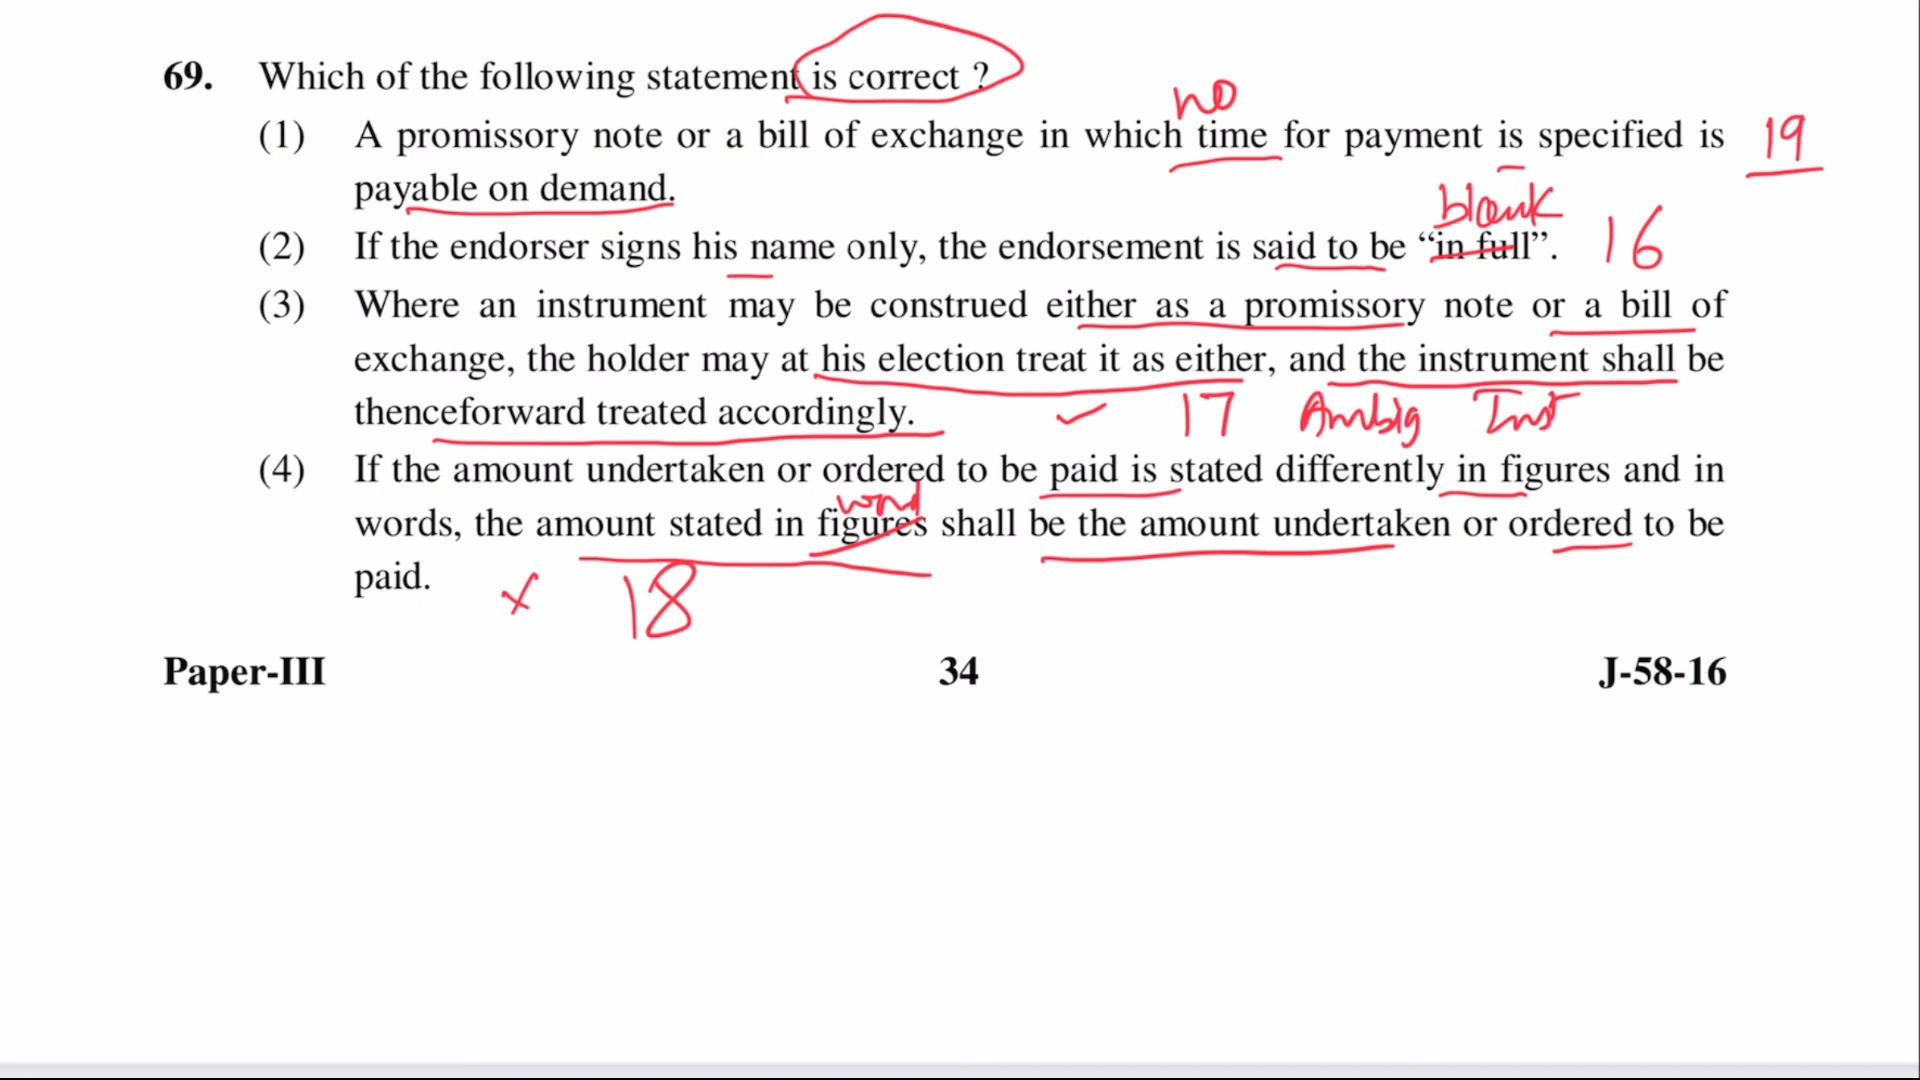 69. Which of the following statement is correct ?
no
(1) A promissory note or a bill of exchange in which time for payment is specified is 19
payable on demand.
blank
(2) If the endorser signs his name only, the endorsement is said to be “in full”. 16
(3) Where an instrument may be construed either as a promissory note or a bill of
exchange, the holder may at his election treat it as either, and the instrument shall be
thenceforward treated accordingly. ✓ 17 Ambig Inst
(4) If the amount undertaken or ordered to be paid is stated differently in figures and in
word
words, the amount stated in figures shall be the amount undertaken or ordered to be
paid. × 18
Paper-III 34 J-58-16